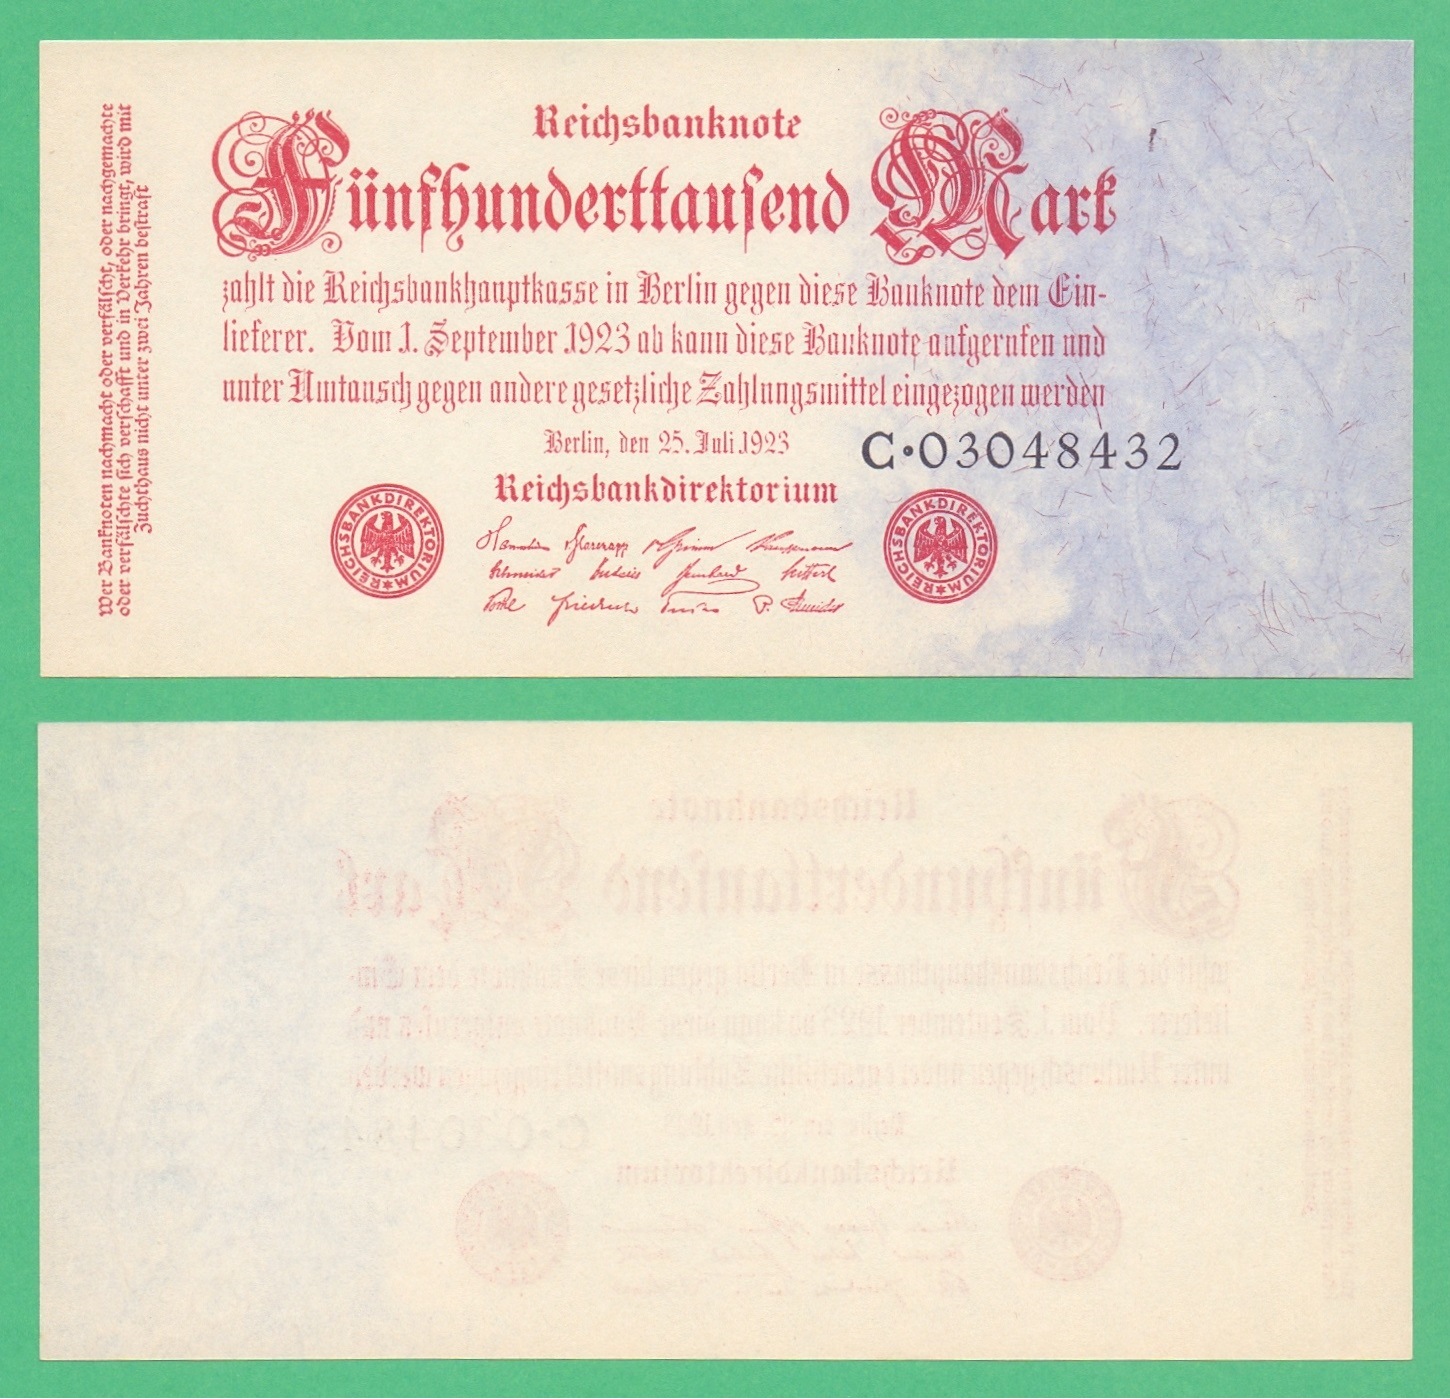 Reichsbanknote
Fünfhunderttausend Mark
zahlt die Reichsbankhauptkasse in Berlin gegen diese Banknote dem Ein-
lieferer. Vom 1. September 1923 ab kann diese Banknote aufgerufen und
unter Umtausch gegen andere gesetzliche Zahlungsmittel eingezogen werden
Berlin, den 25. Juli 1923
C·03048432
Reichsbankdirektorium
REICHSBANKDIREKTORIUM
REICHSBANKDIREKTORIUM
Wer Banknoten nachmacht oder verfälscht, oder nachgemachte
oder verfälschte sich verschafft und in Verkehr bringt, wird mit
Zuchthaus nicht unter zwei Jahren bestraft